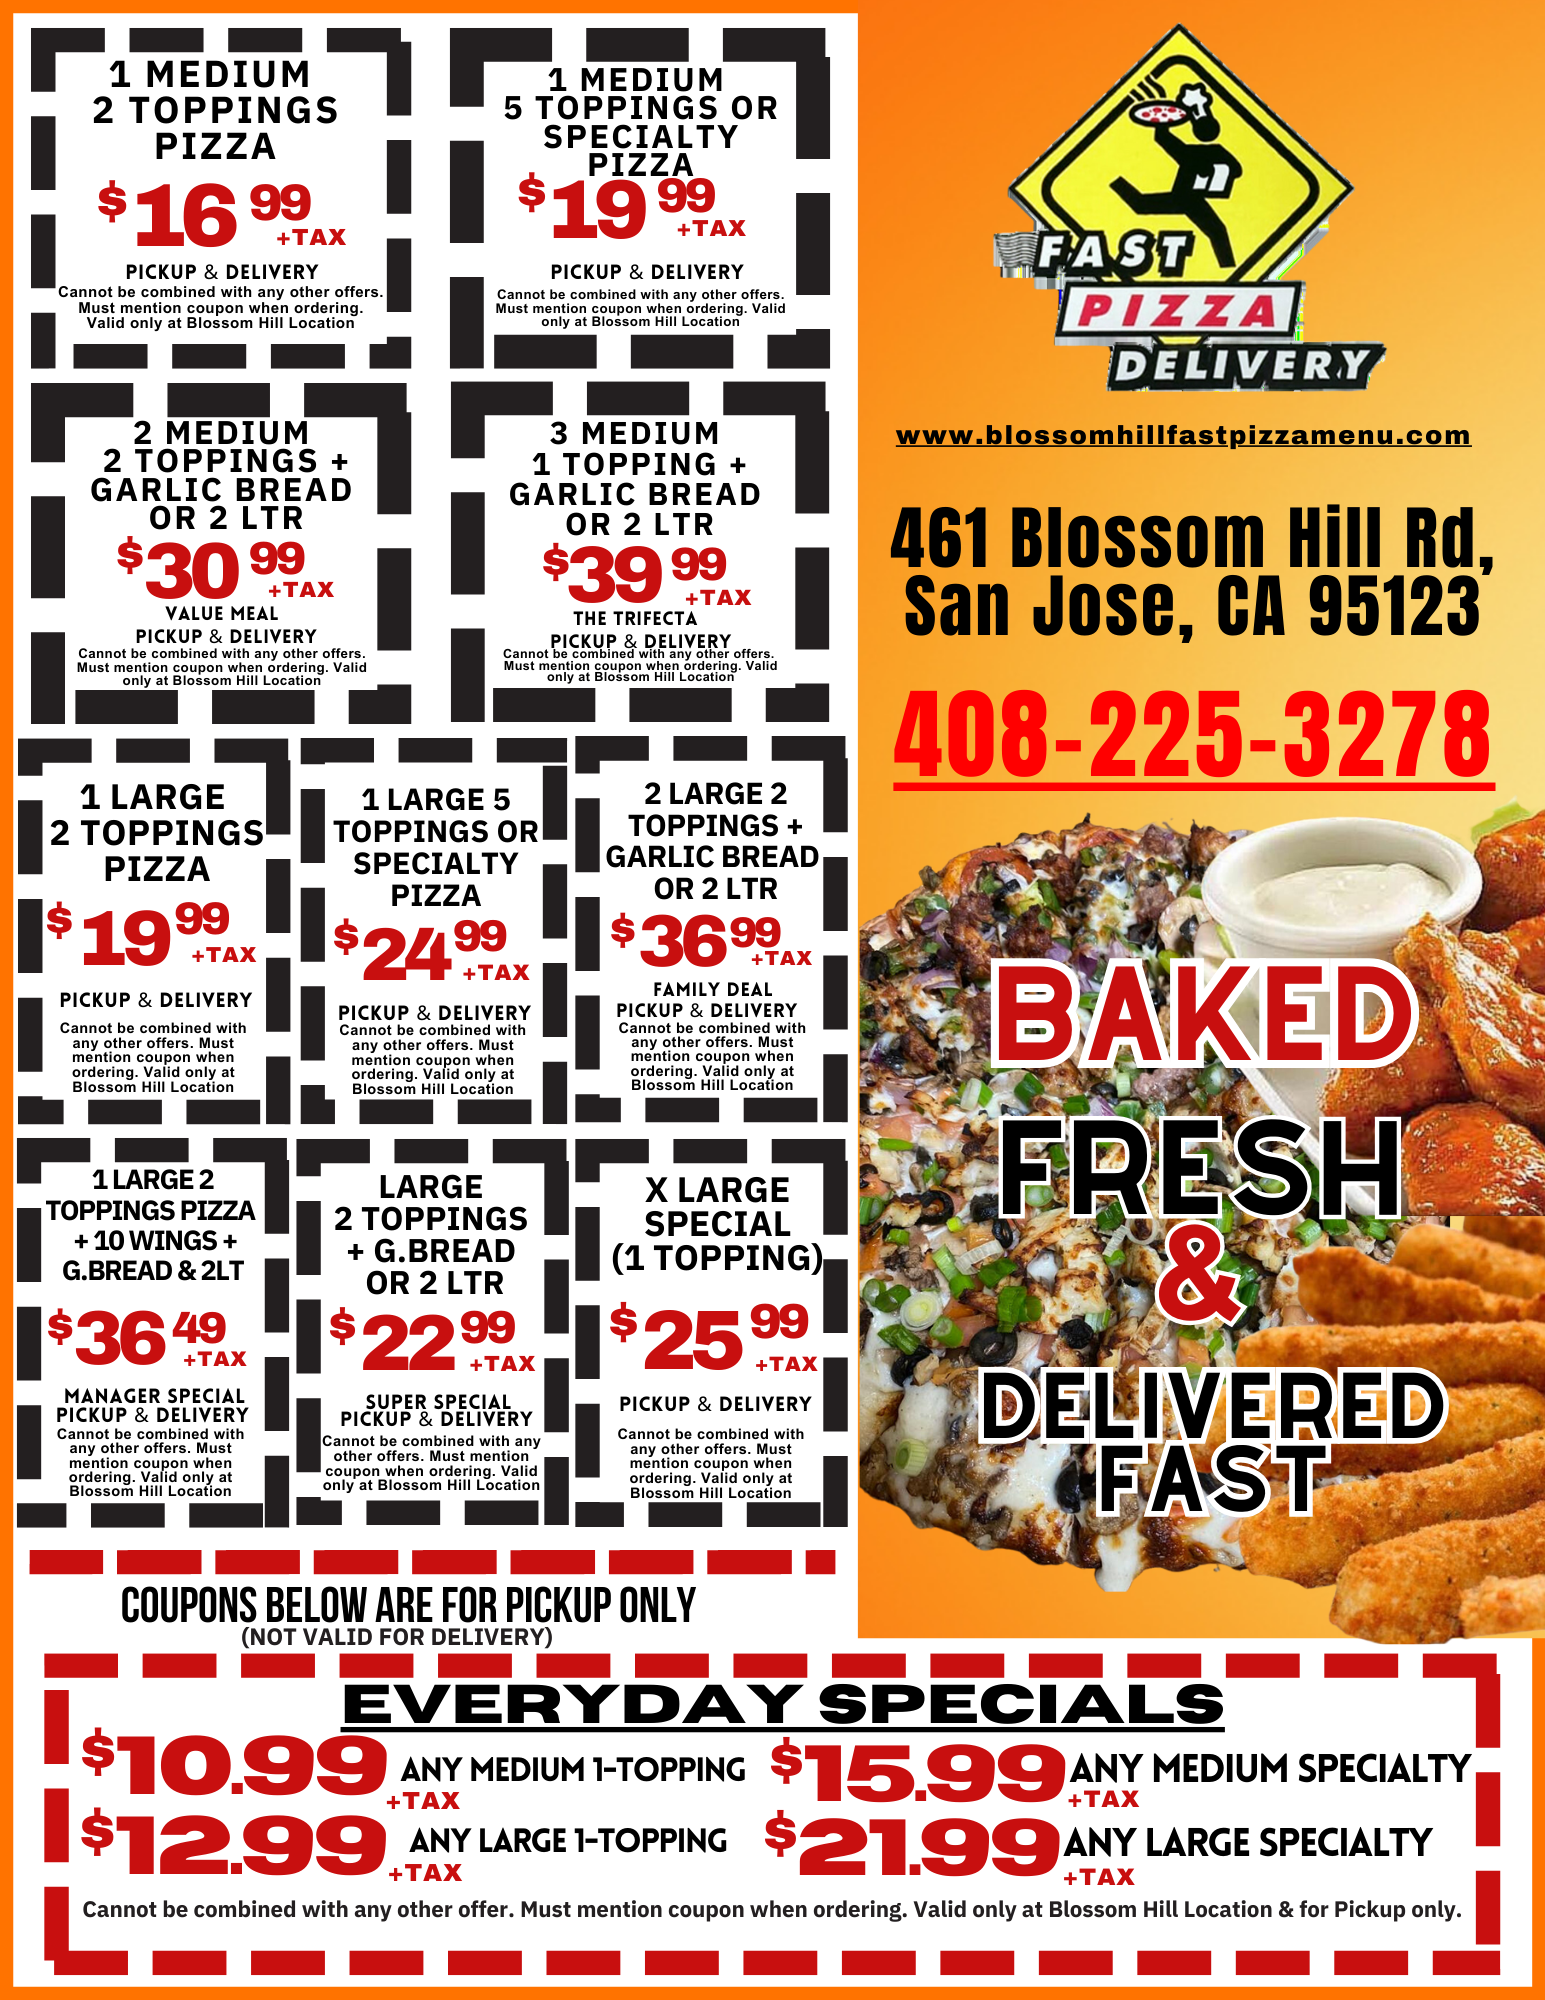 1 MEDIUM
2 TOPPINGS
PIZZA
$16 99
+TAX
PICKUP & DELIVERY
Cannot be combined with any other offers.
Must mention coupon when ordering.
Valid only at Blossom Hill Location
1 MEDIUM
5 TOPPINGS OR
SPECIALTY
PIZZA
$19 99
+TAX
PICKUP & DELIVERY
Cannot be combined with any other offers.
Must mention coupon when ordering. Valid
only at Blossom Hill Location
2 MEDIUM
2 TOPPINGS +
GARLIC BREAD
OR 2 LTR
$30 99
+TAX
VALUE MEAL
PICKUP & DELIVERY
Cannot be combined with any other offers.
Must mention coupon when ordering. Valid
only at Blossom Hill Location
3 MEDIUM
1 TOPPING +
GARLIC BREAD
OR 2 LTR
$39 99
+TAX
THE TRIFECTA
PICKUP & DELIVERY
Cannot be combined with any other offers.
Must mention coupon when ordering. Valid
only at Blossom Hill Location
1 LARGE
2 TOPPINGS
PIZZA
$19 99
+TAX
PICKUP & DELIVERY
Cannot be combined with
any other offers. Must
mention coupon when
ordering. Valid only at
Blossom Hill Location
1 LARGE 5
TOPPINGS OR
SPECIALTY
PIZZA
$24 99
+TAX
PICKUP & DELIVERY
Cannot be combined with
any other offers. Must
mention coupon when
ordering. Valid only at
Blossom Hill Location
2 LARGE 2
TOPPINGS +
GARLIC BREAD
OR 2 LTR
$36 99
+TAX
FAMILY DEAL
PICKUP & DELIVERY
Cannot be combined with
any other offers. Must
mention coupon when
ordering. Valid only at
Blossom Hill Location
1 LARGE 2
TOPPINGS PIZZA
+ 10 WINGS +
G.BREAD & 2LT
$36 49
+TAX
MANAGER SPECIAL
PICKUP & DELIVERY
Cannot be combined with
any other offers. Must
mention coupon when
ordering. Valid only at
Blossom Hill Location
LARGE
2 TOPPINGS
+ G.BREAD
OR 2 LTR
$22 99
+TAX
SUPER SPECIAL
PICKUP & DELIVERY
Cannot be combined with any
other offers. Must mention
coupon when ordering. Valid
only at Blossom Hill Location
X LARGE
SPECIAL
(1 TOPPING)
$25 99
+TAX
PICKUP & DELIVERY
Cannot be combined with
any other offers. Must
mention coupon when
ordering. Valid only at
Blossom Hill Location
FAST
PIZZA
DELIVERY
www.blossomhillfastpizzamenu.com
461 Blossom Hill Rd,
San Jose, CA 95123
408-225-3278
BAKED
FRESH
&
DELIVERED
FAST
COUPONS BELOW ARE FOR PICKUP ONLY
(NOT VALID FOR DELIVERY)
EVERYDAY SPECIALS
$10.99 ANY MEDIUM 1-TOPPING
+TAX
$15.99 ANY MEDIUM SPECIALTY
+TAX
$12.99 ANY LARGE 1-TOPPING
+TAX
$21.99 ANY LARGE SPECIALTY
+TAX
Cannot be combined with any other offer. Must mention coupon when ordering. Valid only at Blossom Hill Location & for Pickup only.